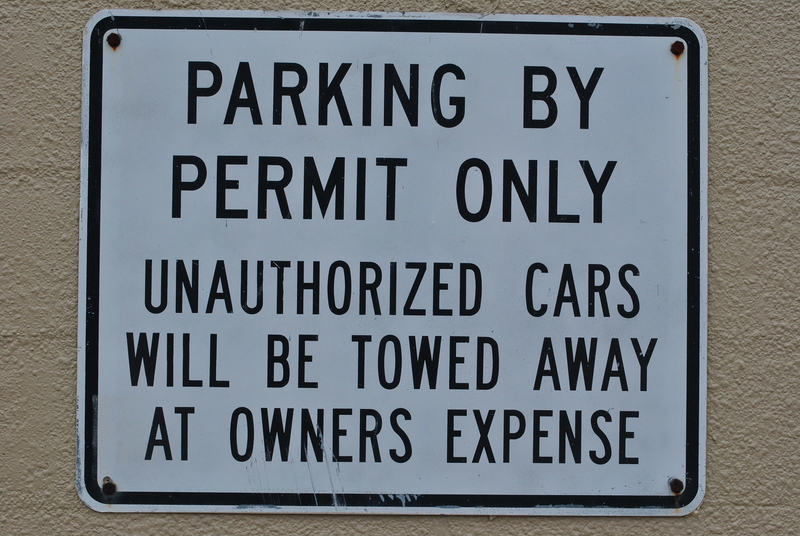 PARKING BY
PERMIT ONLY
UNAUTHORIZED CARS
WILL BE TOWED AWAY
AT OWNERS EXPENSE